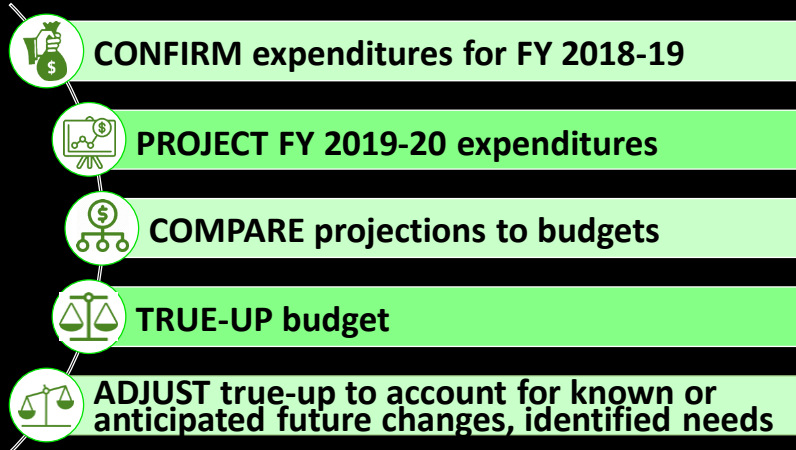 CONFIRM expenditures for FY 2018-19
PROJECT FY 2019-20 expenditures
COMPARE projections to budgets
TRUE-UP budget
ADJUST true-up to account for known or
anticipated future changes, identified needs